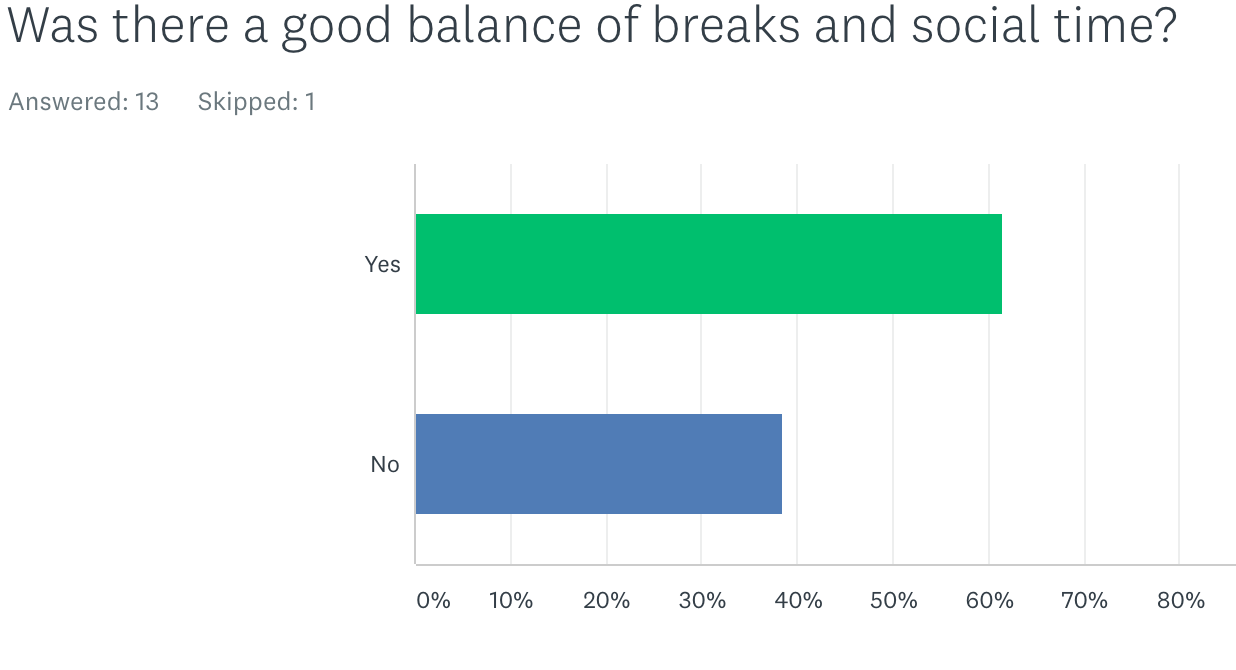 Was there a good balance of breaks and social time?
Answered: 13 Skipped: 1
Yes
No
0% 10% 20% 30% 40% 50% 60% 70% 80%